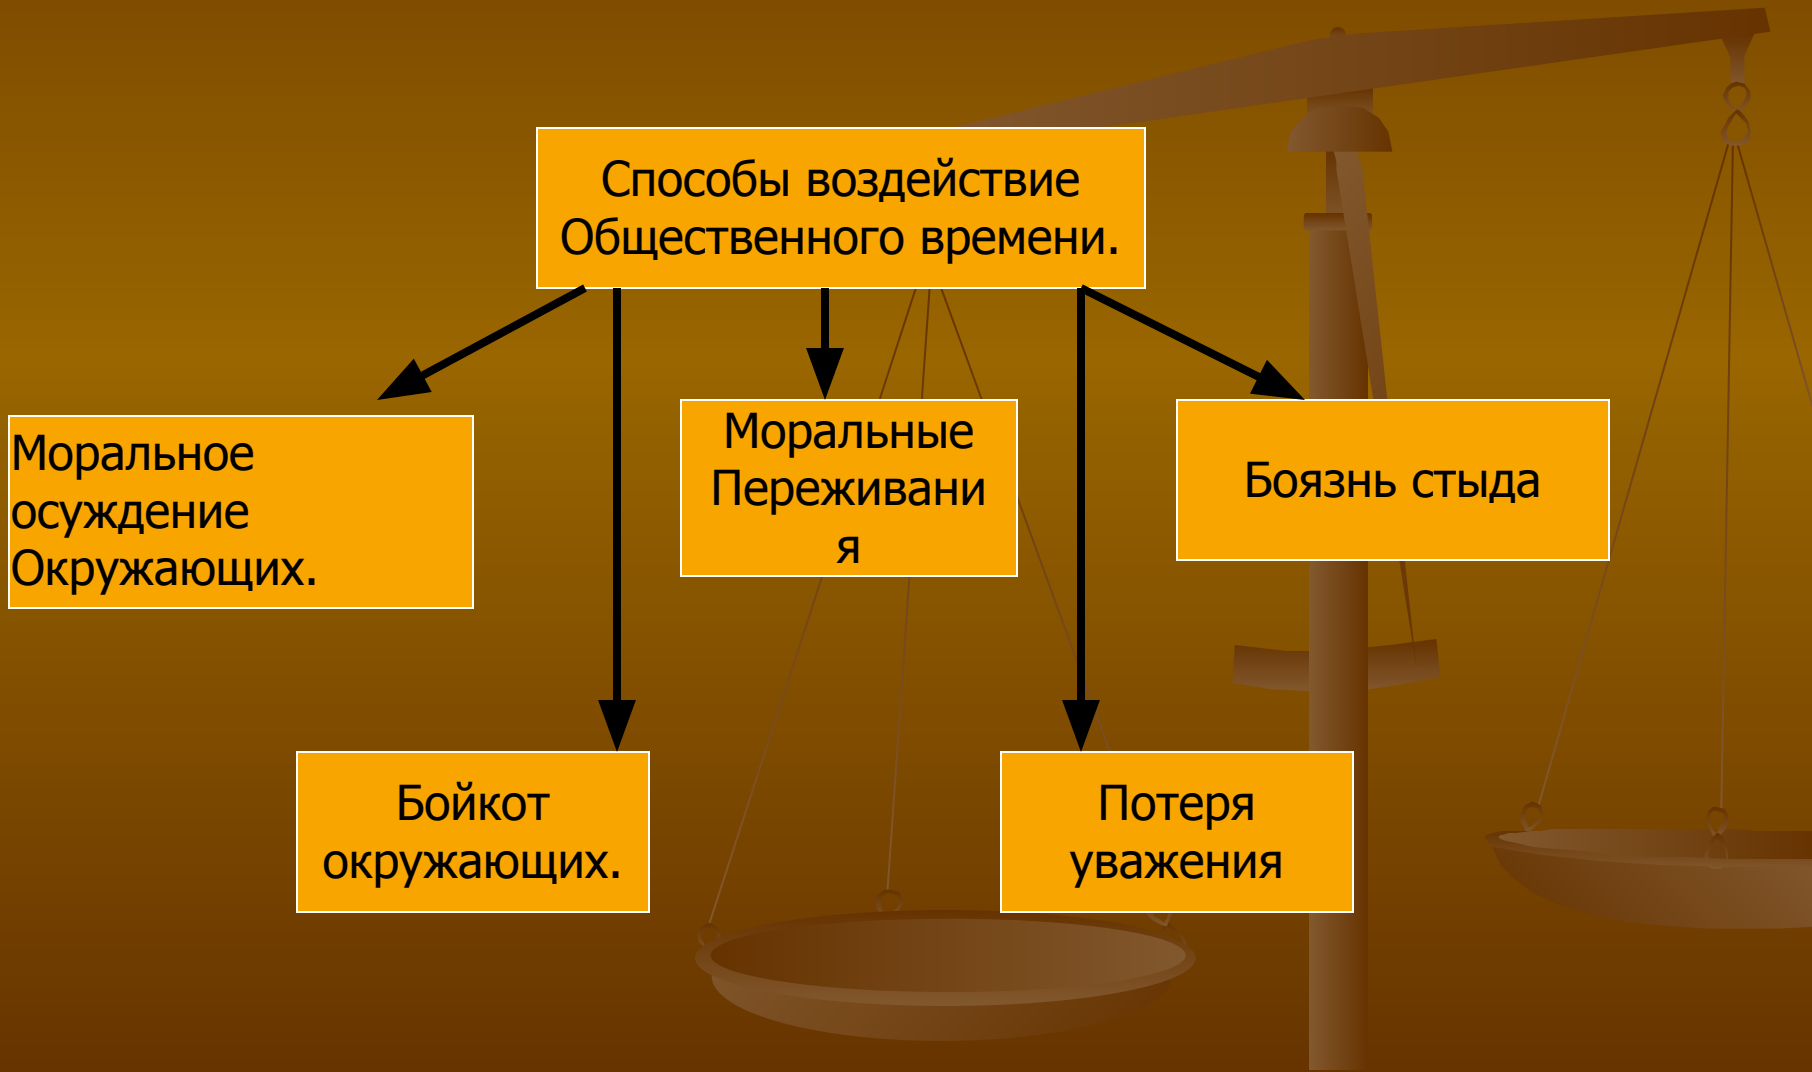 Способы воздействие
Общественного времени.
Моральное
осуждение
Окружающих.
Моральные
Переживани
я
Боязнь стыда
Бойкот
окружающих.
Потеря
уважения